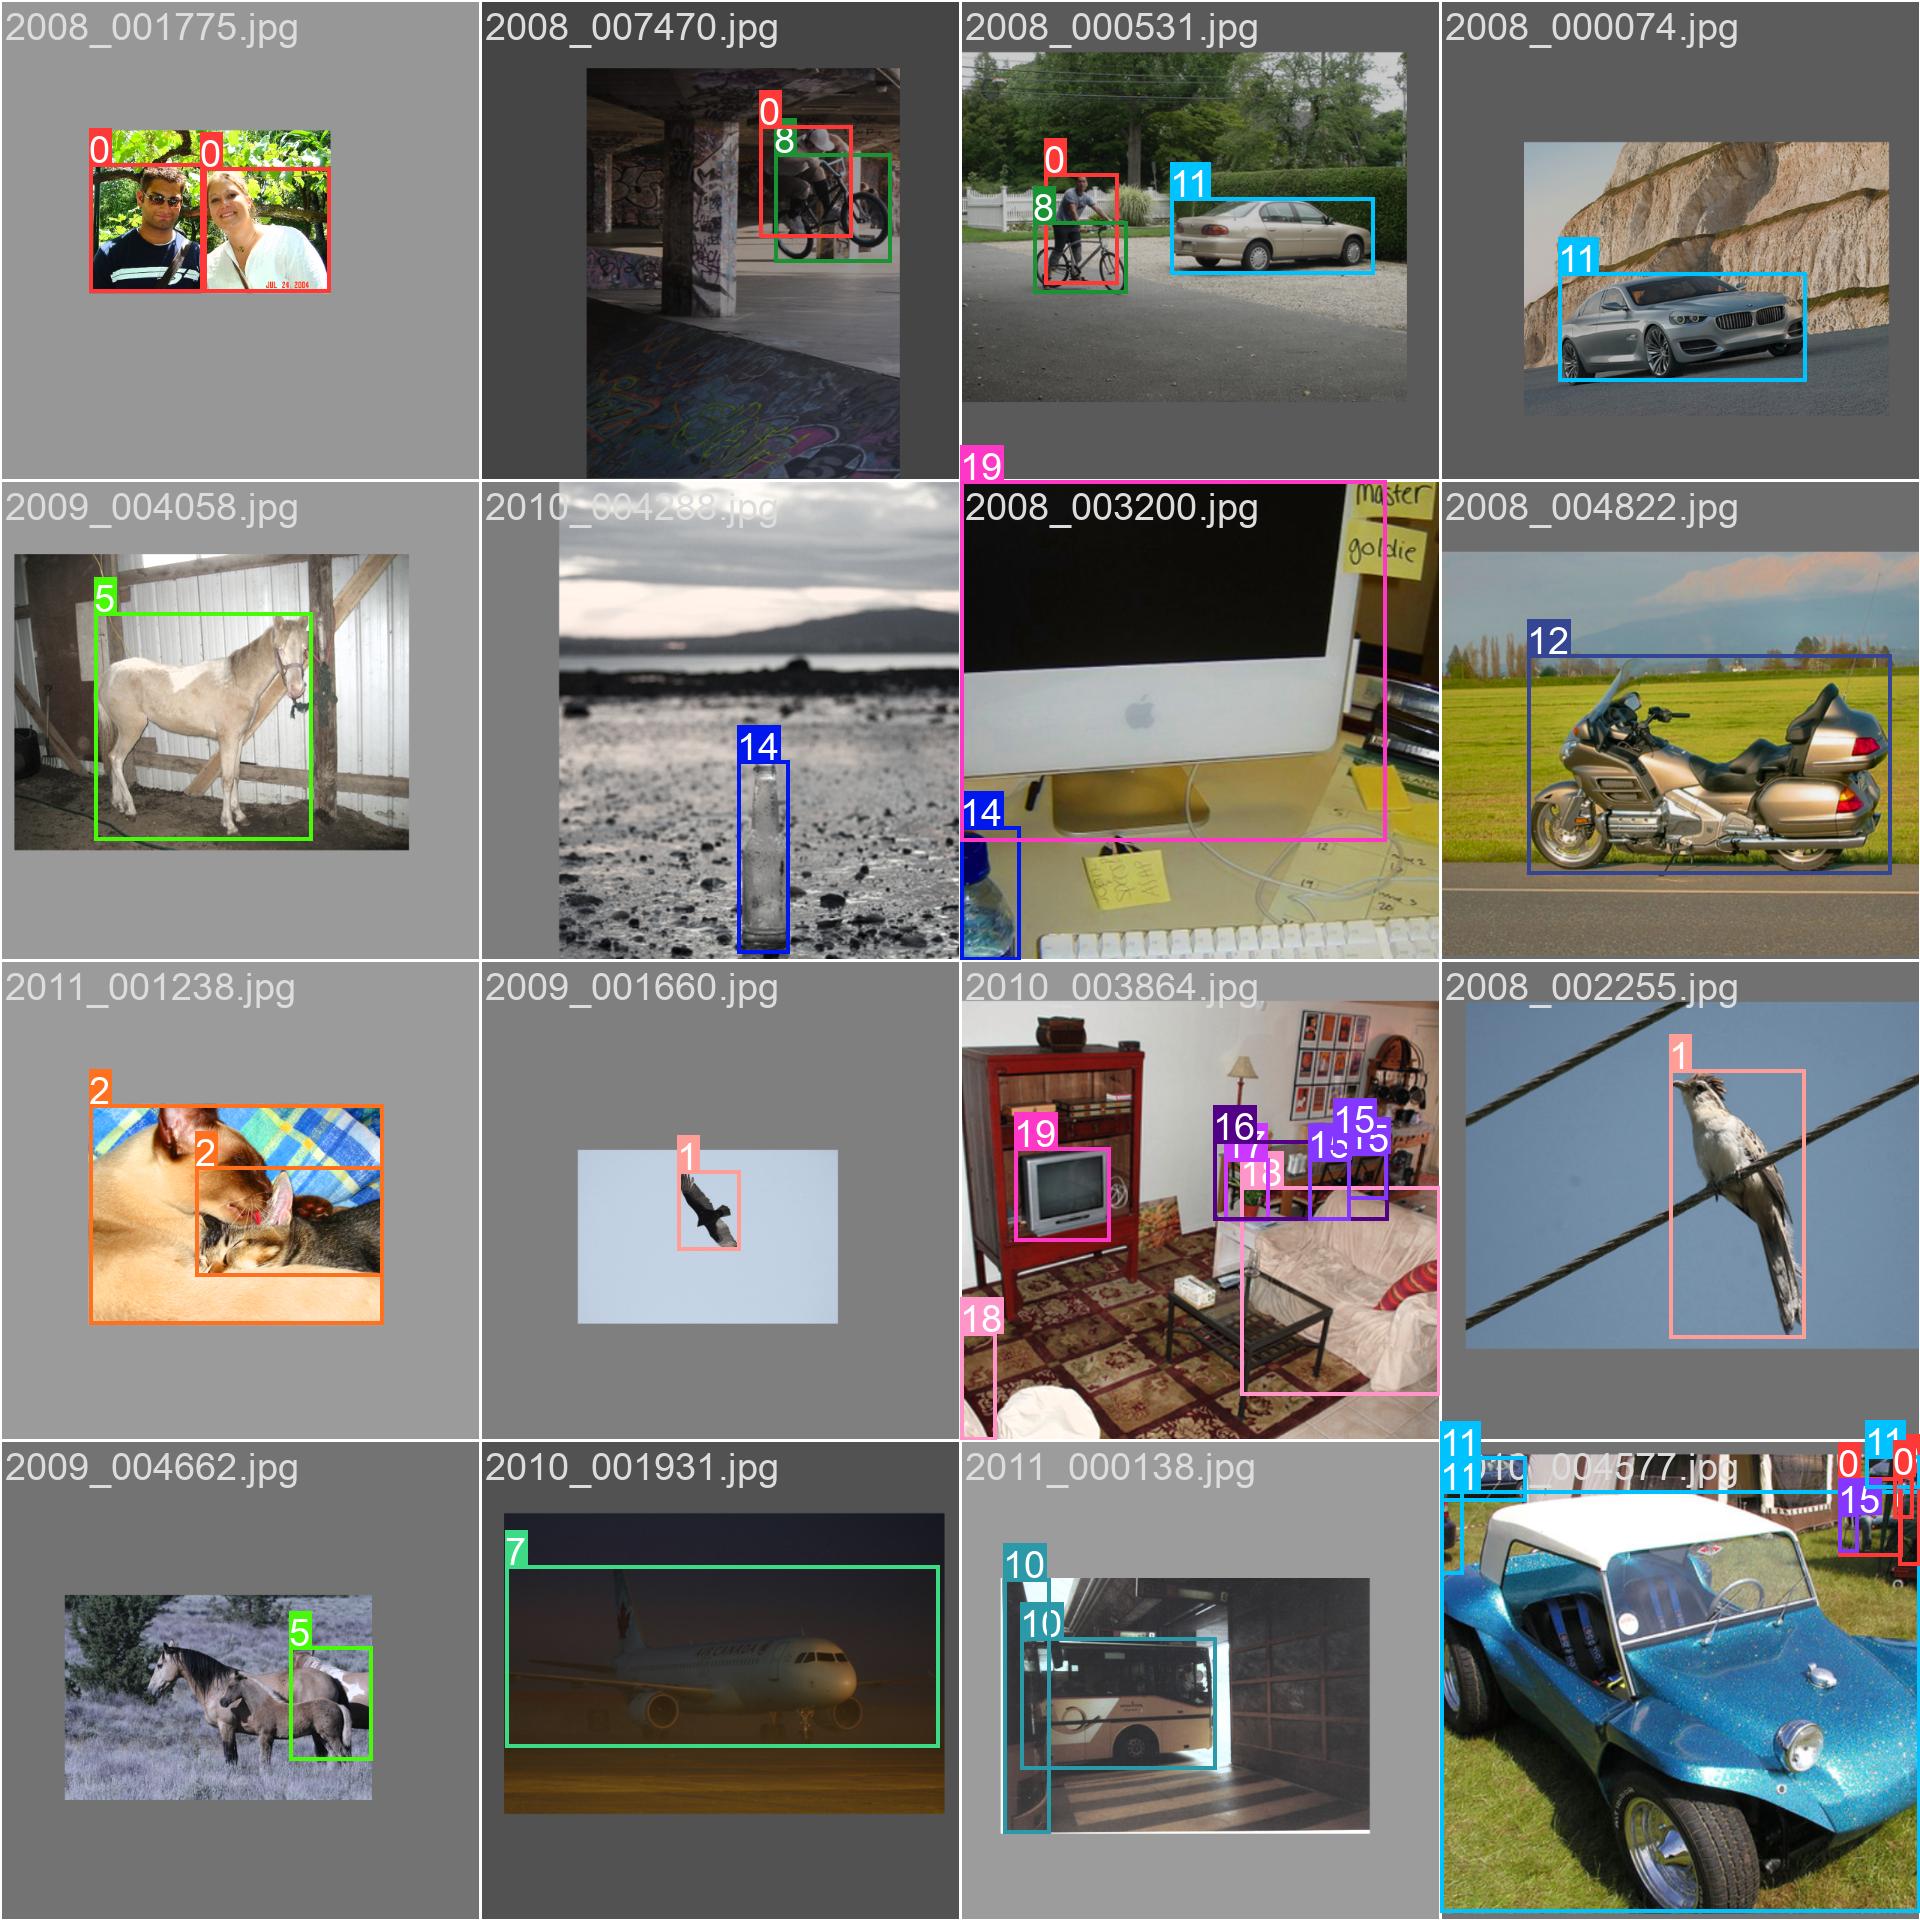 2008_001775.jpg
2008_007470.jpg
2008_000531.jpg
2008_000074.jpg
0
0
0
8
0
8
11
11
2009_004058.jpg
2010_004288.jpg
2008_003200.jpg
2008_004822.jpg
5
14
19
14
12
master
goldie
JUL 24 2004
2011_001238.jpg
2009_001660.jpg
2010_003864.jpg
2008_002255.jpg
2
2
1
19
16
17
15
15
15
18
18
1
2009_004662.jpg
2010_001931.jpg
2011_000138.jpg
10_004577.jpg
5
7
AIR CANADA
10
10
11
11
11
0
0
15